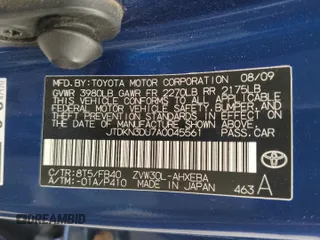 MFD. BY: TOYOTA MOTOR CORPORATION 08/09
GVWR 3980LB GAWR FR 2270LB RR 2175LB
THIS VEHICLE CONFORMS TO ALL APPLICABLE
FEDERAL MOTOR VEHICLE SAFETY, BUMPER, AND
THEFT PREVENTION STANDARDS IN EFFECT ON
THE DATE OF MANUFACTURE SHOWN ABOVE.
JTDKN3DU7A0045561 PASS. CAR
C/TR: 8T5/FB40 ZVW30L-AHXEBA
A/TM: -01A/P410 MADE IN JAPAN 463 A
AUTOBIDMASTER